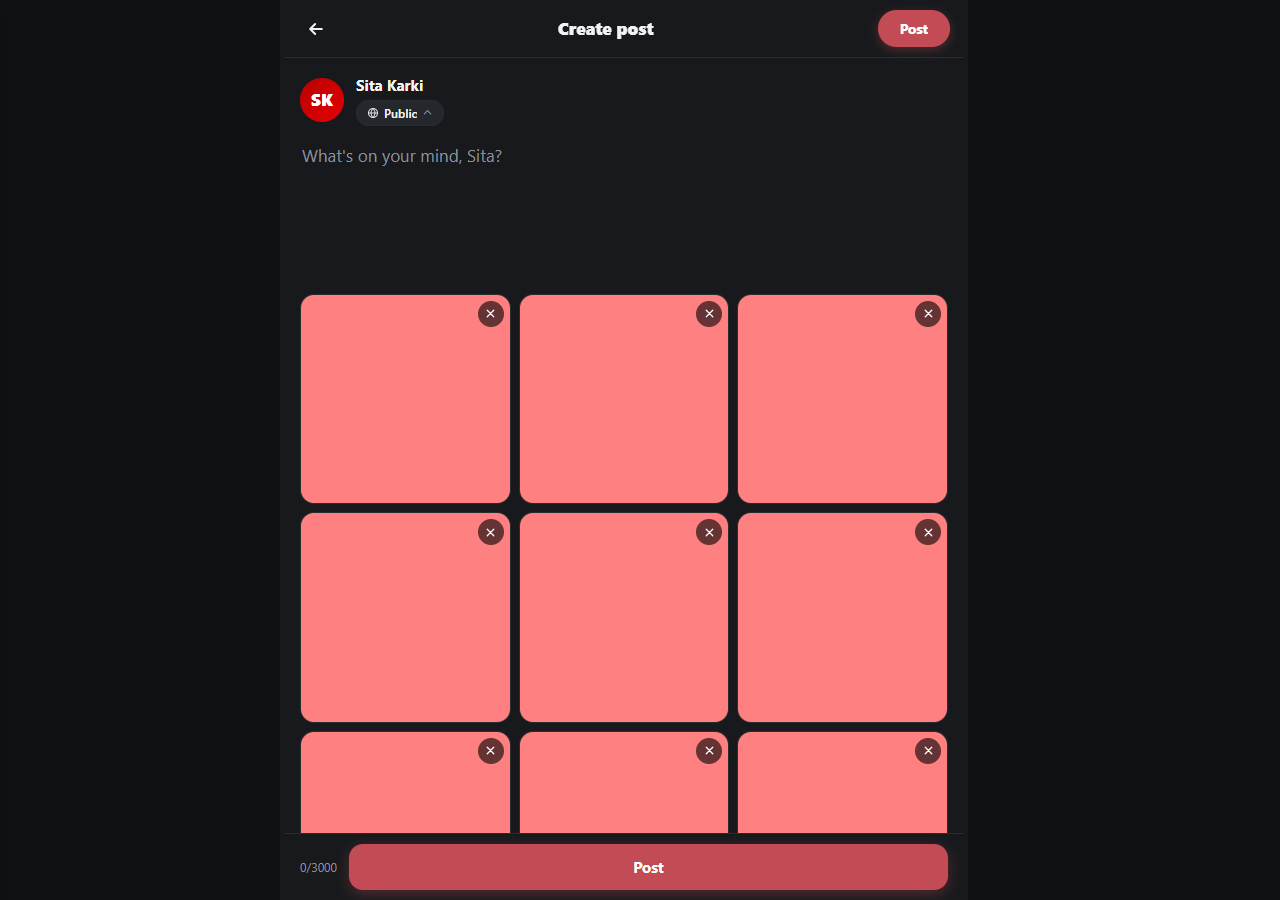 Create post
Post
SK
Sita Karki
Public
What's on your mind, Sita?
0/3000
Post